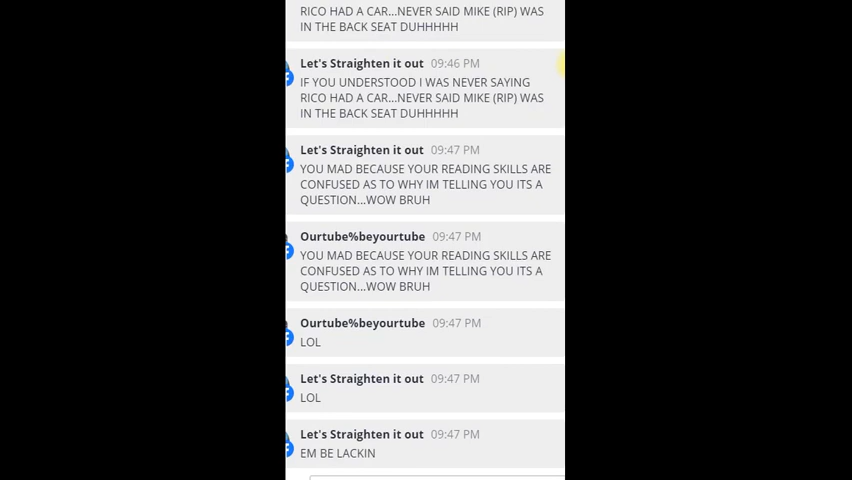 RICO HAD A CAR...NEVER SAID MIKE (RIP) WAS
IN THE BACK SEAT DUHHHHH
Let's Straighten it out 09:46 PM
IF YOU UNDERSTOOD I WAS NEVER SAYING
RICO HAD A CAR...NEVER SAID MIKE (RIP) WAS
IN THE BACK SEAT DUHHHHH
Let's Straighten it out 09:47 PM
YOU MAD BECAUSE YOUR READING SKILLS ARE
CONFUSED AS TO WHY IM TELLING YOU ITS A
QUESTION...WOW BRUH
Ourtube%beyourtube 09:47 PM
YOU MAD BECAUSE YOUR READING SKILLS ARE
CONFUSED AS TO WHY IM TELLING YOU ITS A
QUESTION...WOW BRUH
Ourtube%beyourtube 09:47 PM
LOL
Let's Straighten it out 09:47 PM
LOL
Let's Straighten it out 09:47 PM
EM BE LACKIN